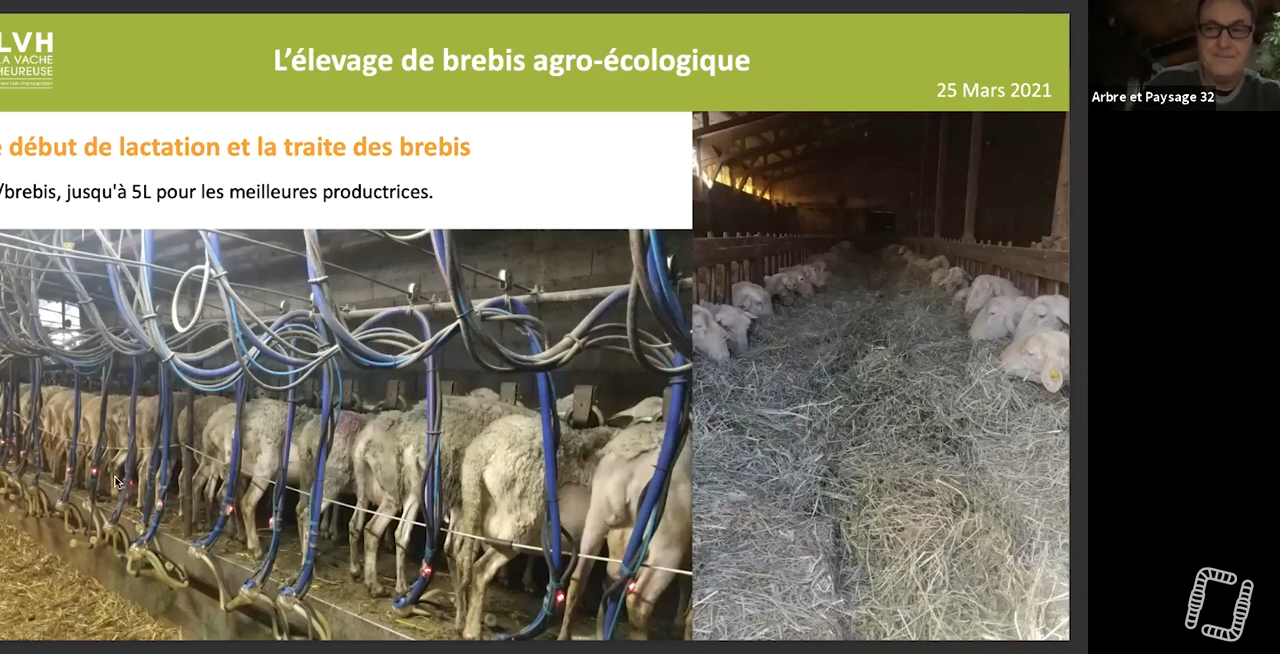 LVH
LA VACHE
HEUREUSE
L'élevage de brebis agro-écologique
25 Mars 2021
Arbre et Paysage 32
début de lactation et la traite des brebis
/brebis, jusqu'à 5L pour les meilleures productrices.